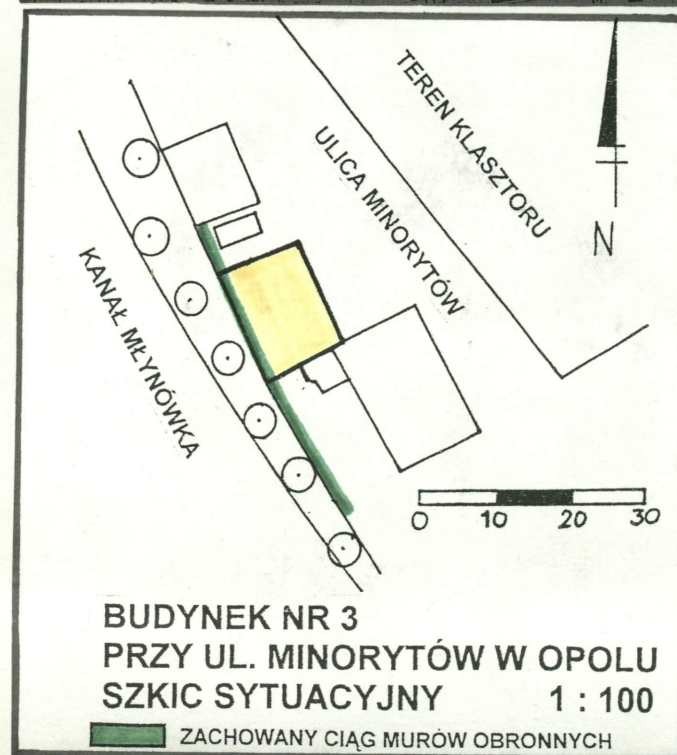 TEREN KLASZTORU
ULICA MINORYTÓW
N
KANAŁ MŁYNÓWKA
0 10 20 30
BUDYNEK NR 3
PRZY UL. MINORYTÓW W OPOLU
SZKIC SYTUACYJNY 1 : 100
ZACHOWANY CIĄG MURÓW OBRONNYCH